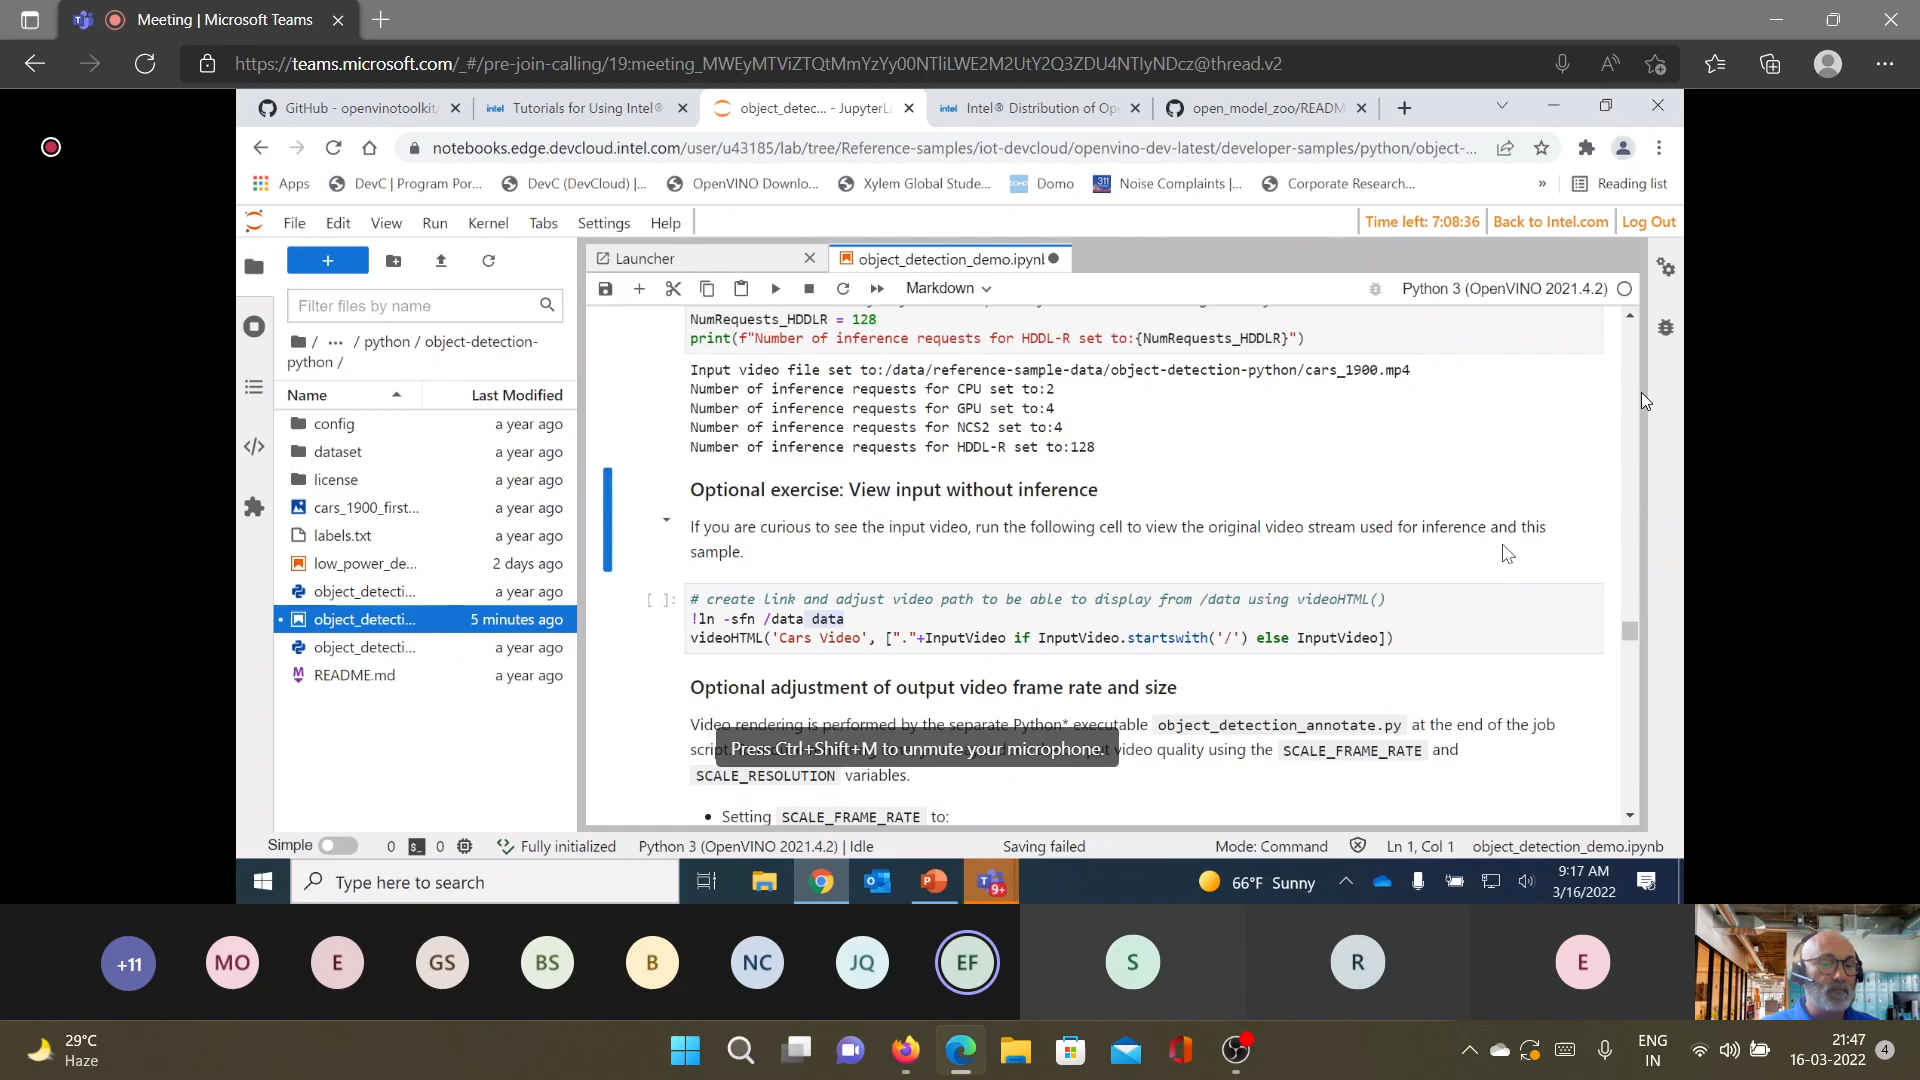 Meeting | Microsoft Teams
https://teams.microsoft.com/_#/pre-join-calling/19:meeting_MWEyMTViZTQtMmYzYy00NTliLWE2M2UtY2Q3ZDU4NTIyNDcz@thread.v2
GitHub - openvinotoolkit/
intel Tutorials for Using Intel®
object_detec... - JupyterLa
intel Intel® Distribution of Op
open_model_zoo/READM
notebooks.edge.devcloud.intel.com/user/u43185/lab/tree/Reference-samples/iot-devcloud/openvino-dev-latest/developer-samples/python/object-...
Apps
DevC | Program Por...
DevC (DevCloud) |...
OpenVINO Downlo...
Xylem Global Stude...
DOMO Domo
311 Noise Complaints |...
Corporate Research...
»
Reading list
File Edit View Run Kernel Tabs Settings Help
Time left: 7:08:36 Back to Intel.com Log Out
Launcher
object_detection_demo.ipynb
Markdown
Python 3 (OpenVINO 2021.4.2)
Filter files by name
/ ... / python / object-detection-
python /
Name Last Modified
config a year ago
dataset a year ago
license a year ago
cars_1900_first... a year ago
labels.txt a year ago
low_power_de... 2 days ago
object_detecti... a year ago
object_detecti... 5 minutes ago
object_detecti... a year ago
README.md a year ago
NumRequests_HDDLR = 128
print(f"Number of inference requests for HDDL-R set to:{NumRequests_HDDLR}")
Input video file set to:/data/reference-sample-data/object-detection-python/cars_1900.mp4
Number of inference requests for CPU set to:2
Number of inference requests for GPU set to:4
Number of inference requests for NCS2 set to:4
Number of inference requests for HDDL-R set to:128
Optional exercise: View input without inference
If you are curious to see the input video, run the following cell to view the original video stream used for inference and this
sample.
[ ]:
# create link and adjust video path to be able to display from /data using videoHTML()
!ln -sfn /data data
videoHTML('Cars Video', ["."+InputVideo if InputVideo.startswith('/') else InputVideo])
Optional adjustment of output video frame rate and size
Video rendering is performed by the separate Python* executable object_detection_annotate.py at the end of the job
script video quality using the SCALE_FRAME_RATE and
Press Ctrl+Shift+M to unmute your microphone.
SCALE_RESOLUTION variables.
• Setting SCALE_FRAME_RATE to:
Simple 0 0 Fully initialized Python 3 (OpenVINO 2021.4.2) | Idle Saving failed Mode: Command Ln 1, Col 1 object_detection_demo.ipynb
Type here to search
9+
66°F Sunny
9:17 AM
3/16/2022
+11 MO E GS BS B NC JQ EF S R E
29°C
Haze
ENG
IN
21:47
16-03-2022
4